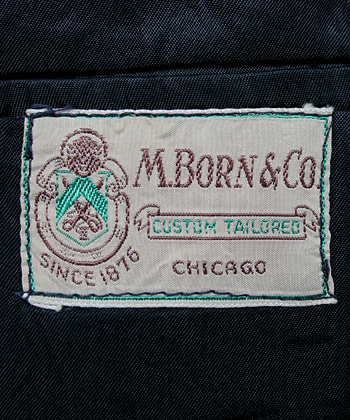 M.BORN & CO.
CUSTOM TAILORED
SINCE 1876
CHICAGO